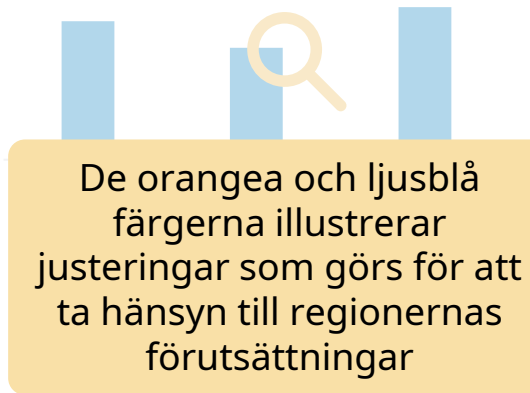 De orangea och ljusblå
färgerna illustrerar
justeringar som görs för att
ta hänsyn till regionernas
förutsättningar